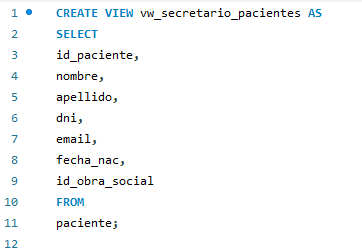 1 CREATE VIEW vw_secretario_pacientes AS
2 SELECT
3 id_paciente,
4 nombre,
5 apellido,
6 dni,
7 email,
8 fecha_nac,
9 id_obra_social
10 FROM
11 paciente;
12